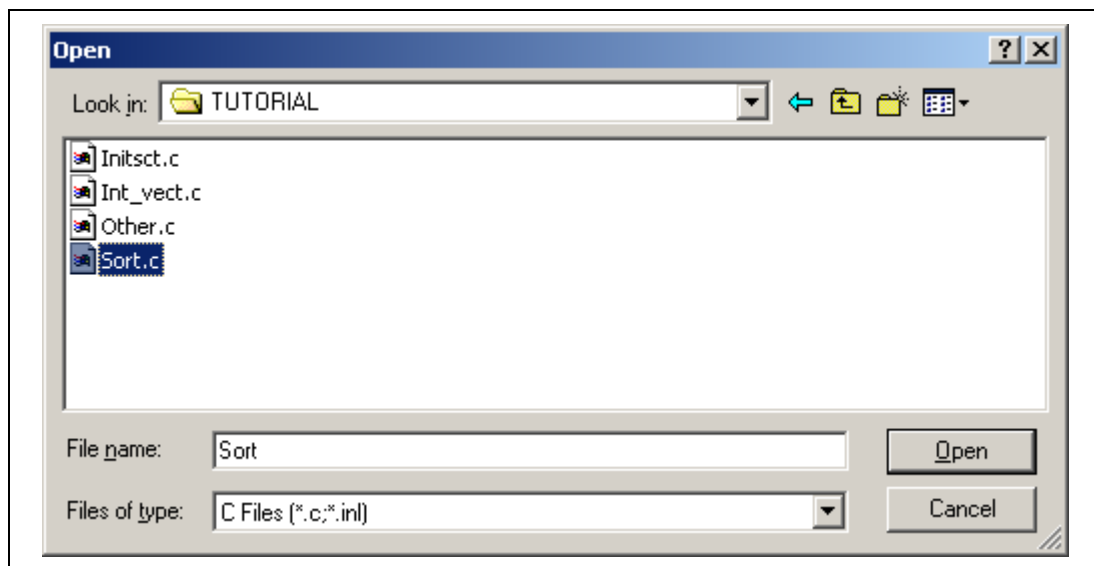 Open
Look in: TUTORIAL
Initsct.c
Int_vect.c
Other.c
Sort.c
File name: Sort Open
Files of type: C Files (*.c;*.inl) Cancel